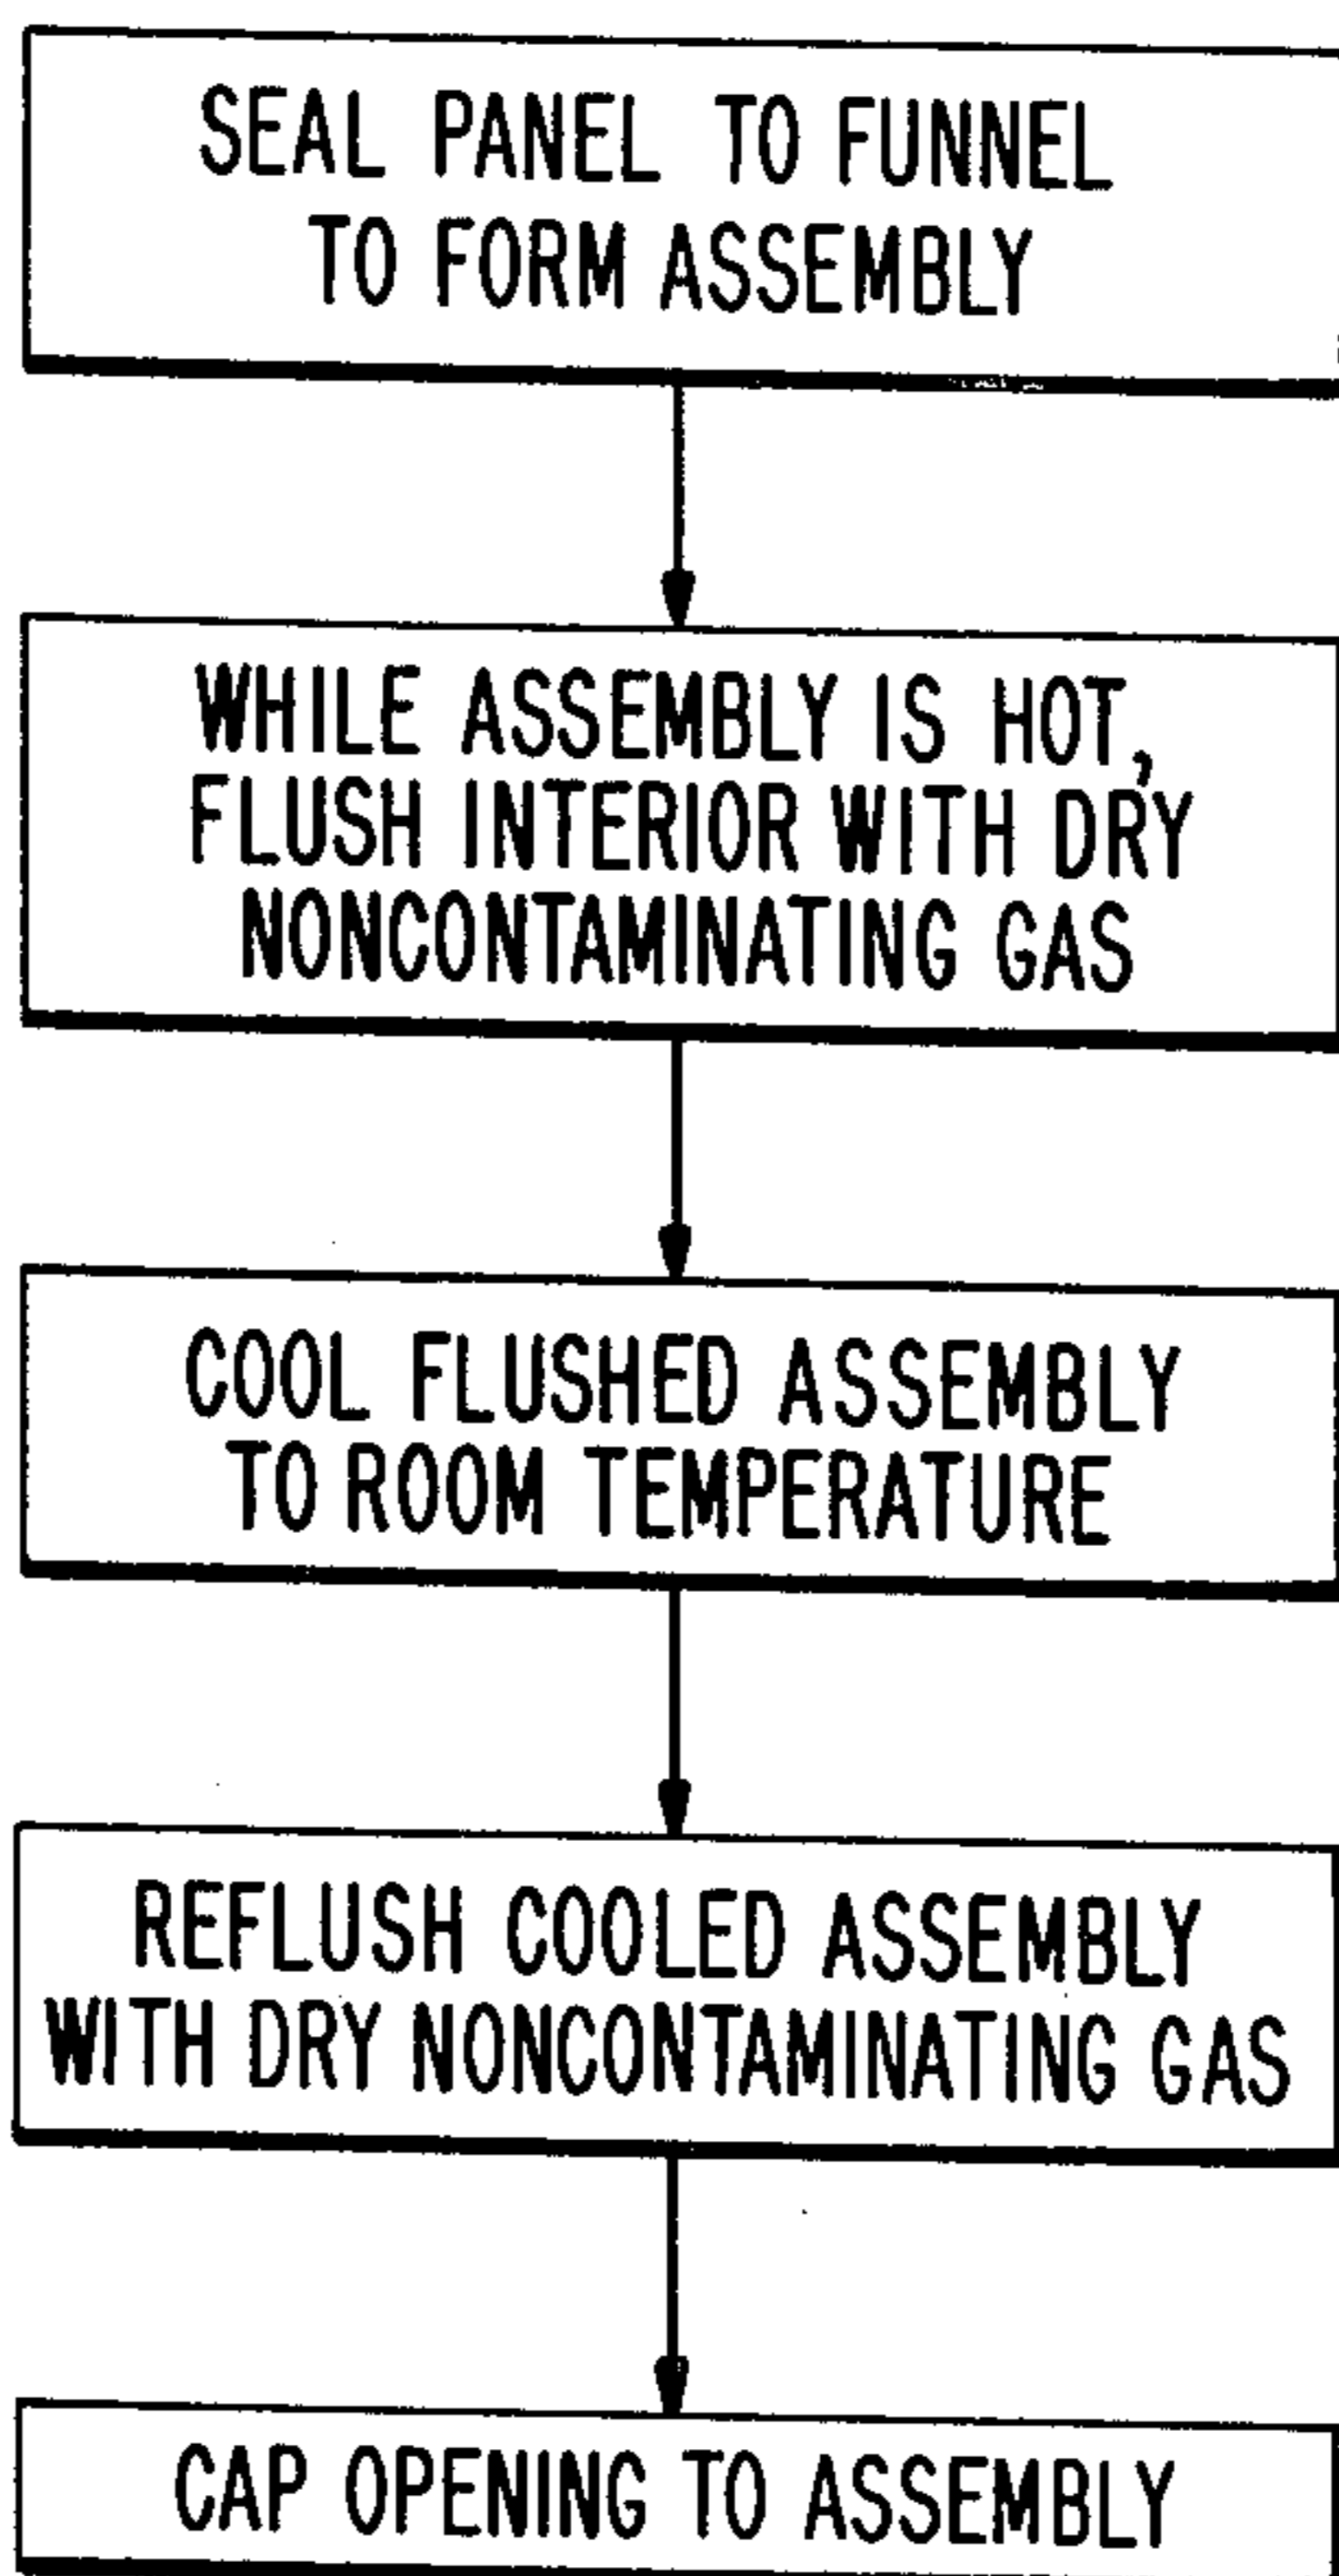 SEAL PANEL TO FUNNEL
TO FORM ASSEMBLY
WHILE ASSEMBLY IS HOT,
FLUSH INTERIOR WITH DRY
NONCONTAMINATING GAS
COOL FLUSHED ASSEMBLY
TO ROOM TEMPERATURE
REFLUSH COOLED ASSEMBLY
WITH DRY NONCONTAMINATING GAS
CAP OPENING TO ASSEMBLY